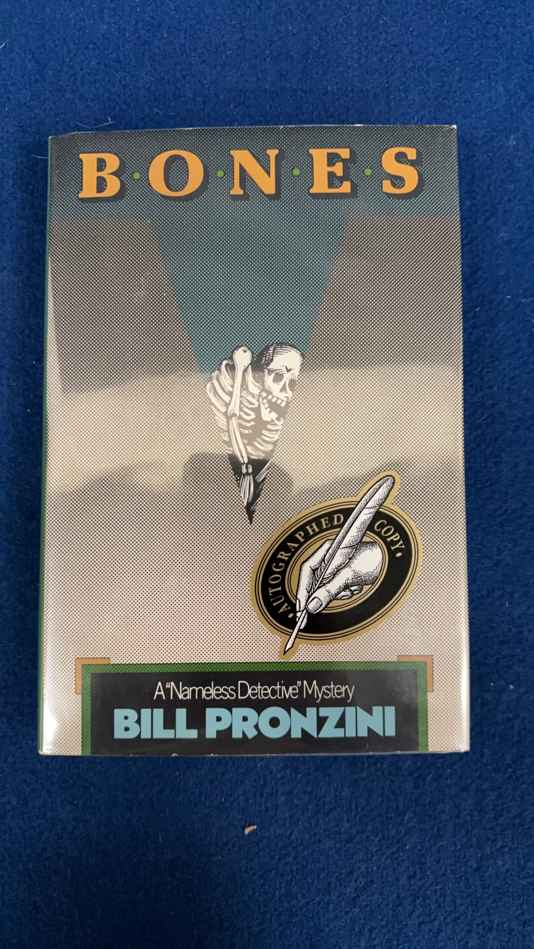 B·O·N·E·S
·AUTOGRAPHED COPY·
A "Nameless Detective" Mystery
BILL PRONZINI